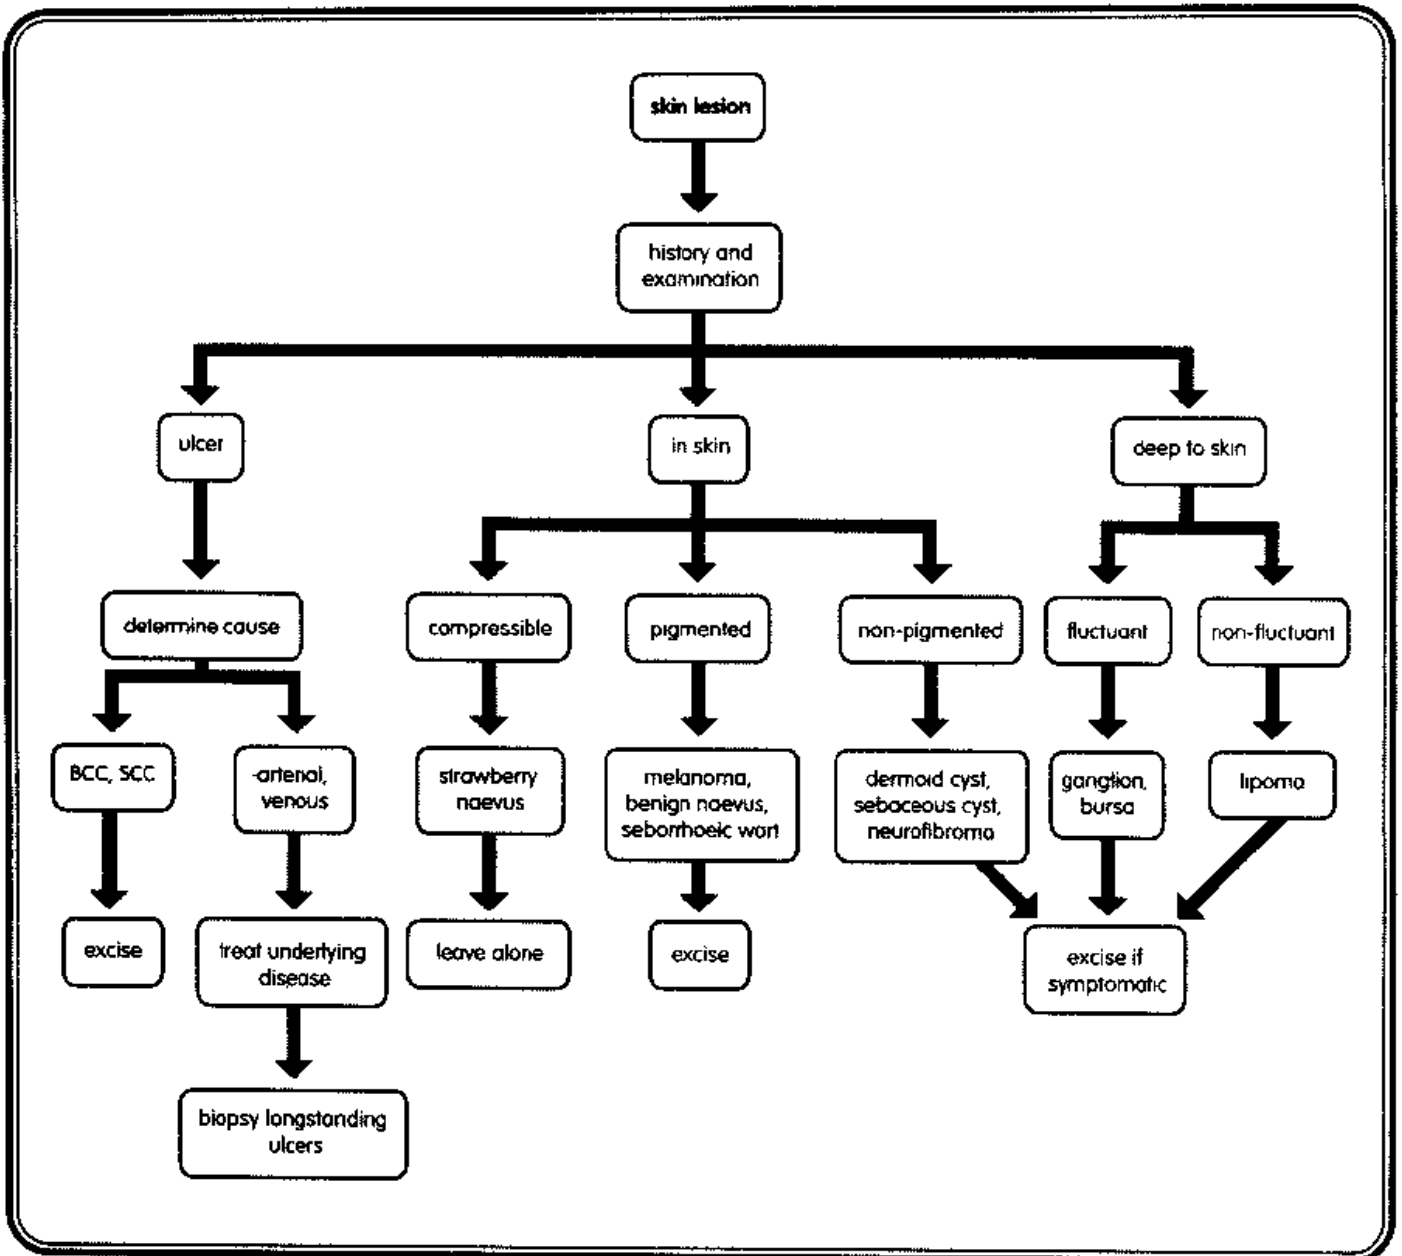 skin lesion
history and
examination
ulcer
in skin
deep to skin
determine cause
compressible
pigmented
non-pigmented
fluctuant
non-fluctuant
BCC, SCC
arterial,
venous
strawberry
naevus
melanoma,
benign naevus,
seborrhoeic wart
dermoid cyst,
sebaceous cyst,
neurofibroma
ganglion,
bursa
lipoma
excise
treat underlying
disease
leave alone
excise
excise if
symptomatic
biopsy longstanding
ulcers